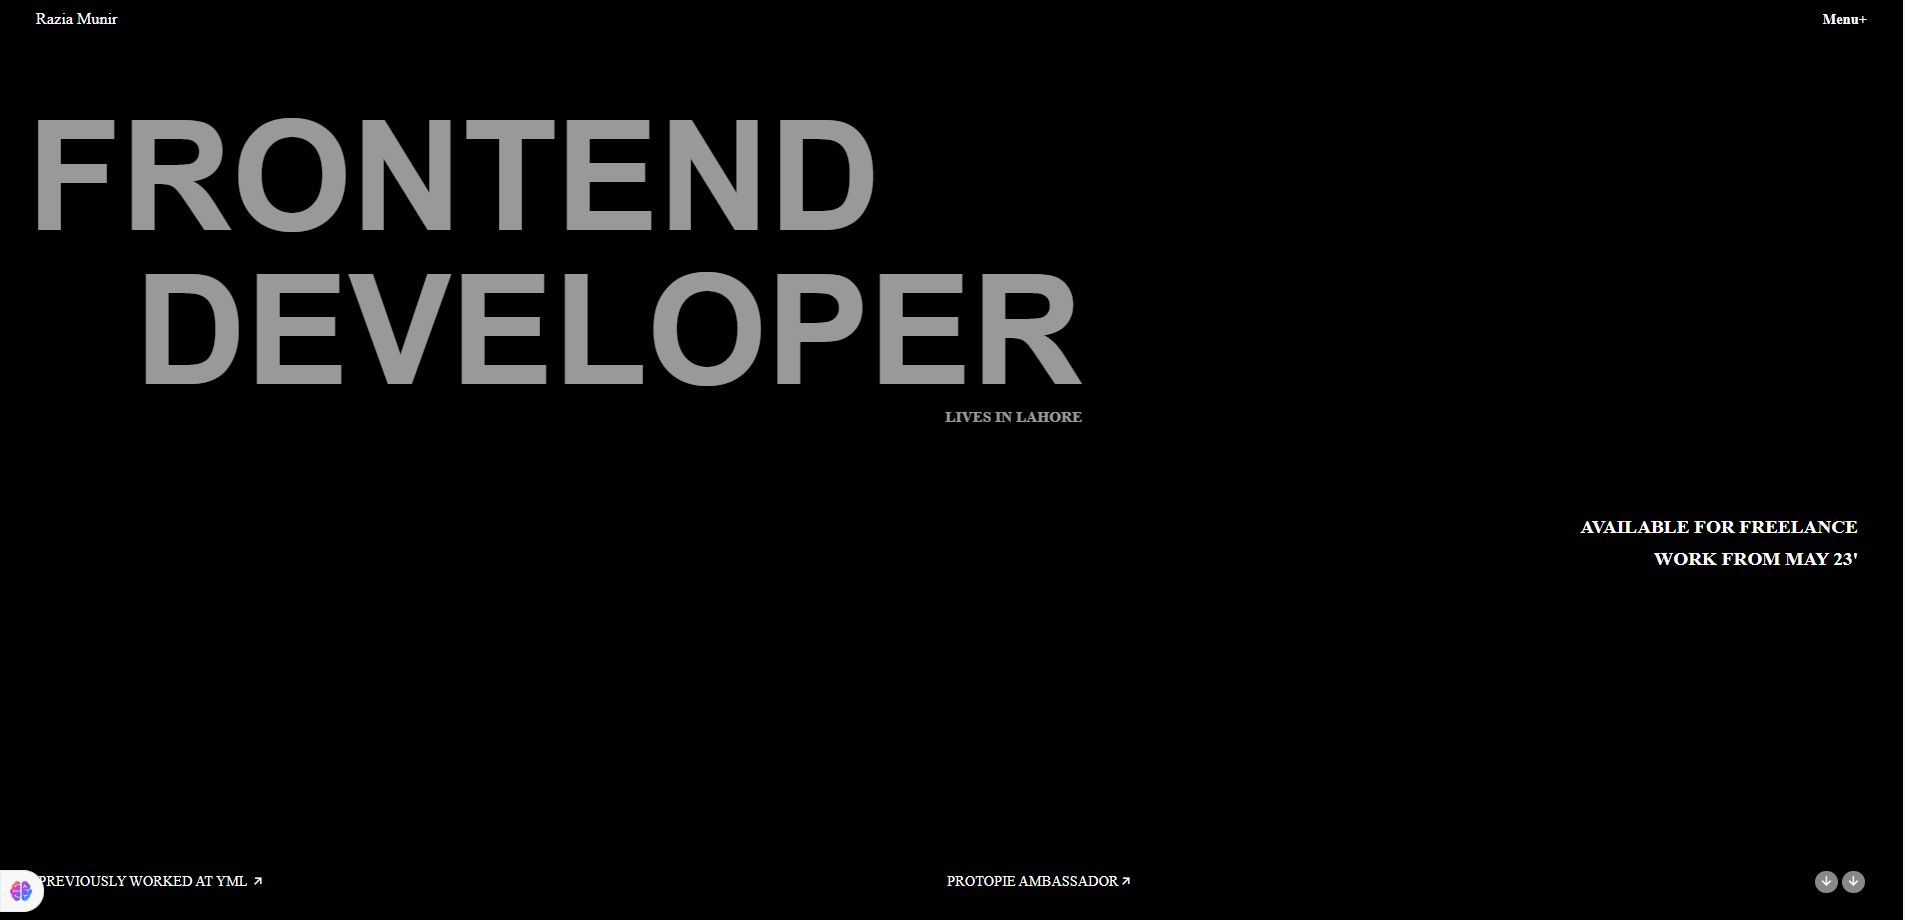 Razia Munir
Menu+
FRONTEND
DEVELOPER
LIVES IN LAHORE
AVAILABLE FOR FREELANCE
WORK FROM MAY 23'
PREVIOUSLY WORKED AT YML
PROTOPIE AMBASSADOR